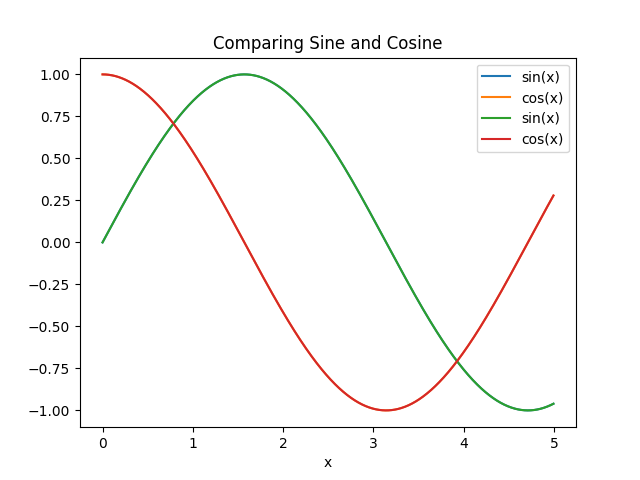 Comparing Sine and Cosine
1.00
0.75
0.50
0.25
0.00
−0.25
−0.50
−0.75
−1.00
sin(x)
cos(x)
sin(x)
cos(x)
0 1 2 3 4 5
x